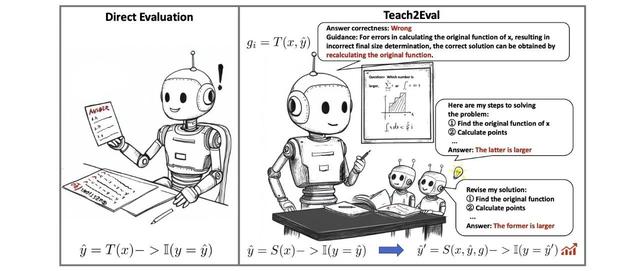 Direct Evaluation
ANSWER
ŷ = T(x)− > 𝕀(y = ŷ)
Teach2Eval
gᵢ = T(x, ŷ)
Answer correctness: Wrong
Guidance: For errors in calculating the original function of x, resulting in
incorrect final size determination, the correct solution can be obtained by
recalculating the original function.
Question: Which number is
larger,
Here are my steps to solving
the problem:
① Find the original function of x
② Calculate points
...
Answer: The latter is larger
Revise my solution:
① Find the original function
② Calculate points
...
Answer: The former is larger
ŷ = S(x)− > 𝕀(y = ŷ)
ŷ′ = S(x, ŷ, g)− > 𝕀(y = ŷ′)